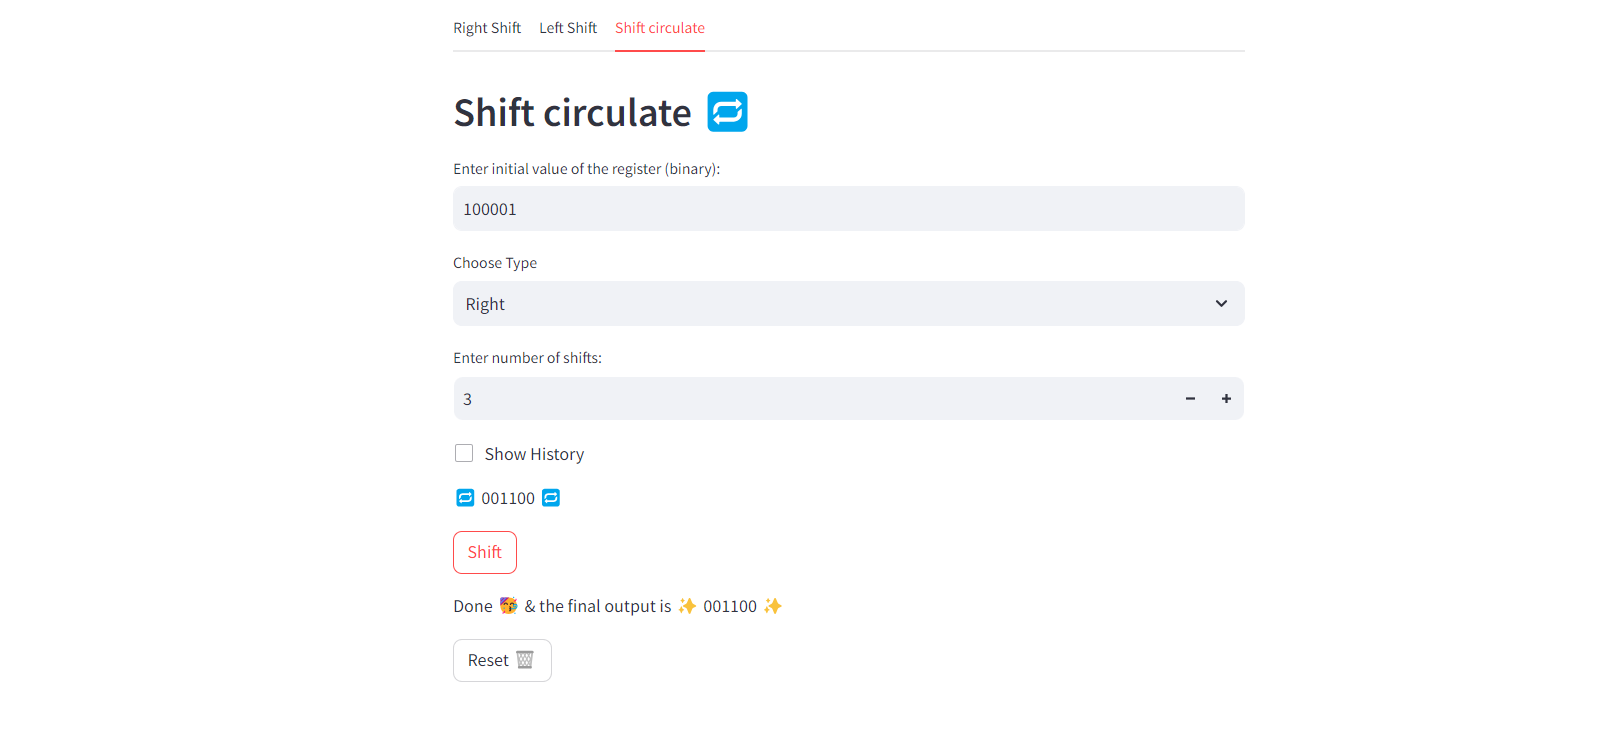 Right Shift Left Shift Shift circulate
Shift circulate
Enter initial value of the register (binary):
100001
Choose Type
Right
Enter number of shifts:
3
Show History
001100
Shift
Done & the final output is 001100
Reset